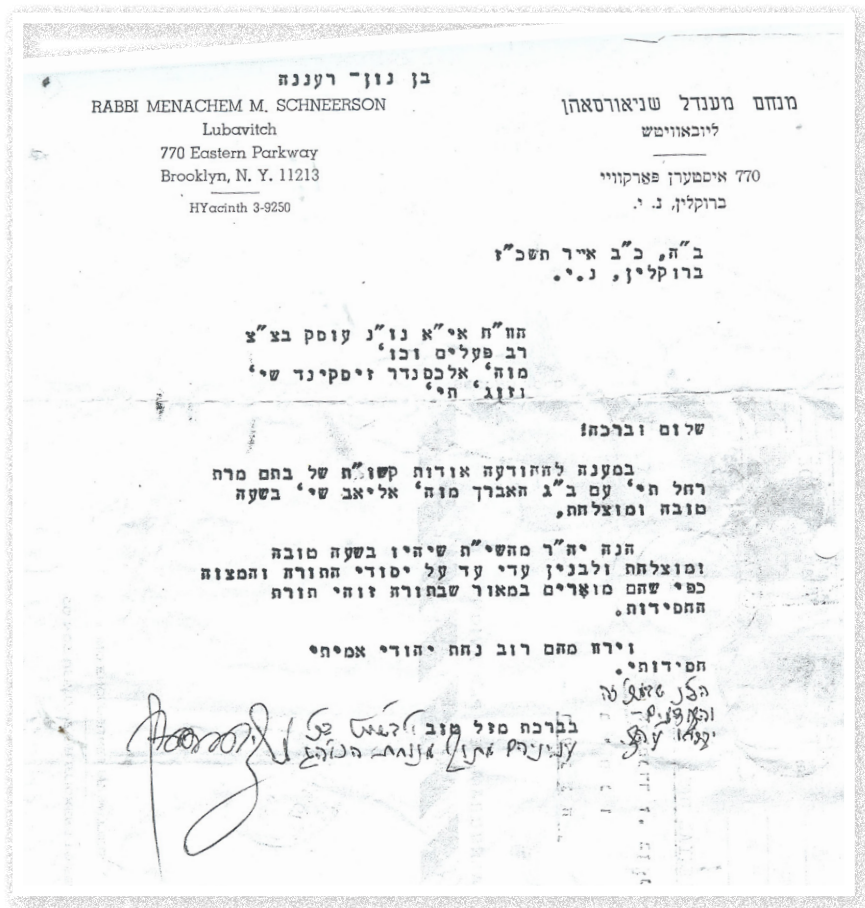 בן נון- רעננה
RABBI MENACHEM M. SCHNEERSON
Lubavitch
770 Eastern Parkway
Brooklyn, N. Y. 11213
HYacinth 3-9250
מנחם מענדל שניאורסאהן
ליובאוויטש
770 איסטערן פארקוויי
ברוקלין, נ. י.
ב"ה, כ"ב אייר תשכ"ז
ברוקלין, נ.י.
הוו"ח אי"א נו"נ עוסק בצ"צ
רב פעלים וכו'
מוה' אלכסנדר זיסקינד שי'
וזוג' תי'
שלום וברכה!
במענה להודעה אודות קשו"ת של בתם מרת
רחל תי' עם ב"ג האברך מוה' אליאב שי' בשעה
טובה ומוצלחת,
הנה יה"ר מהשי"ת שיהיו בשעה טובה
ומוצלחת ולבנין עדי עד על יסודי התורה והמצוה
כפי שהם מוארים במאור שבתורה זוהי תורת
החסידות.
וירוו מהם רוב נחת יהודי אמיתי
חסידותי.
בברכת מזל טוב